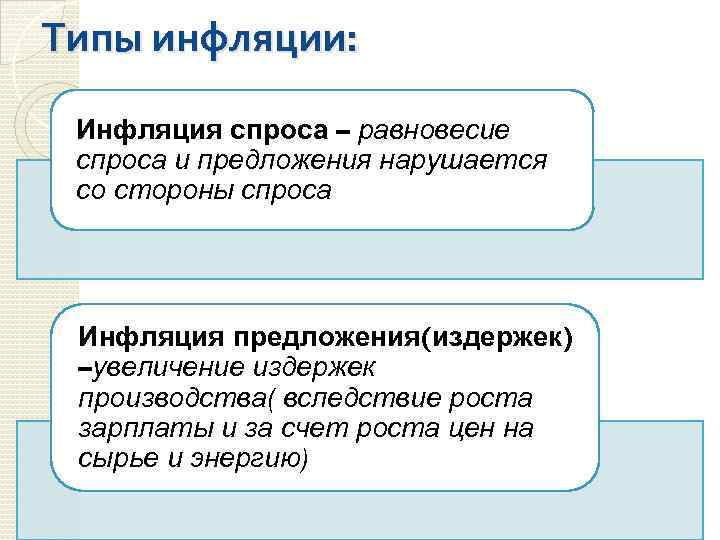 Типы инфляции:
Инфляция спроса – равновесие
спроса и предложения нарушается
со стороны спроса
Инфляция предложения(издержек)
–увеличение издержек
производства( вследствие роста
зарплаты и за счет роста цен на
сырье и энергию)